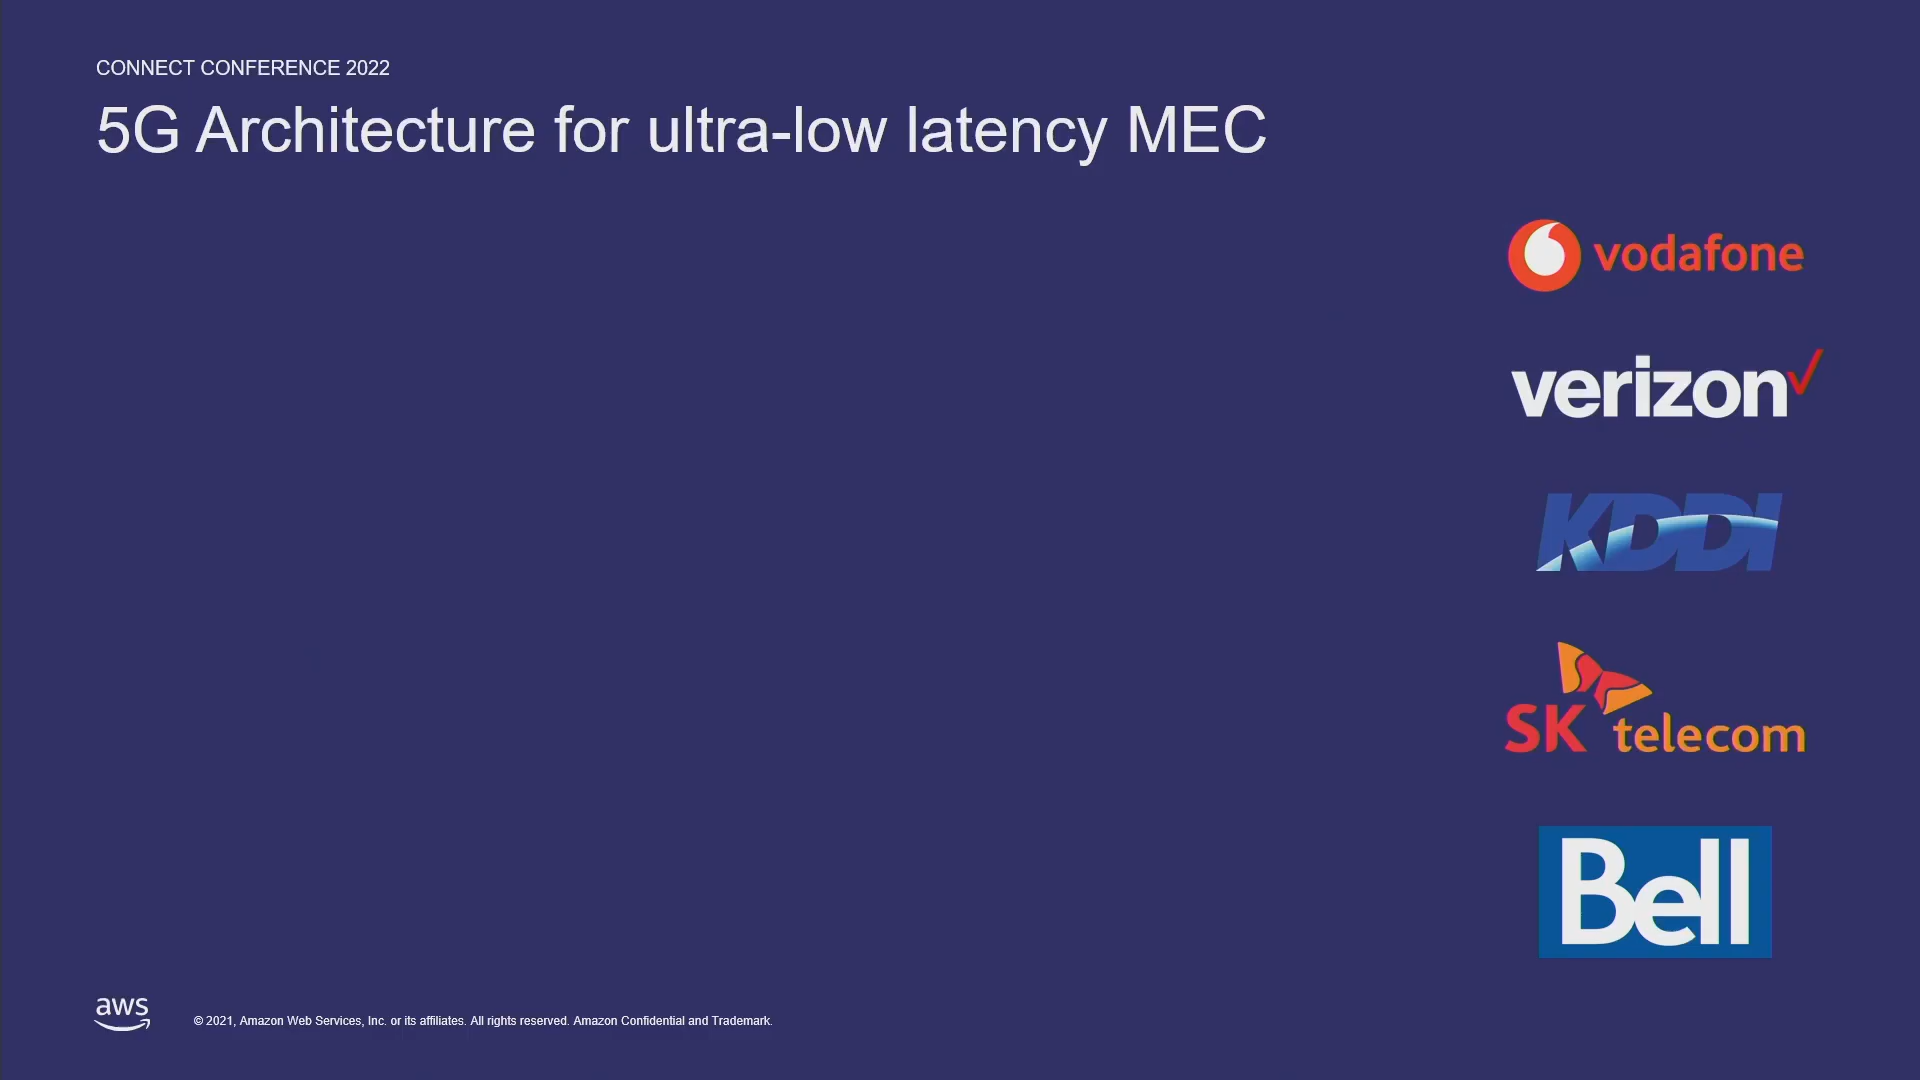 CONNECT CONFERENCE 2022
5G Architecture for ultra-low latency MEC
vodafone
verizon
KDDI
SK telecom
Bell
aws
© 2021, Amazon Web Services, Inc. or its affiliates. All rights reserved. Amazon Confidential and Trademark.